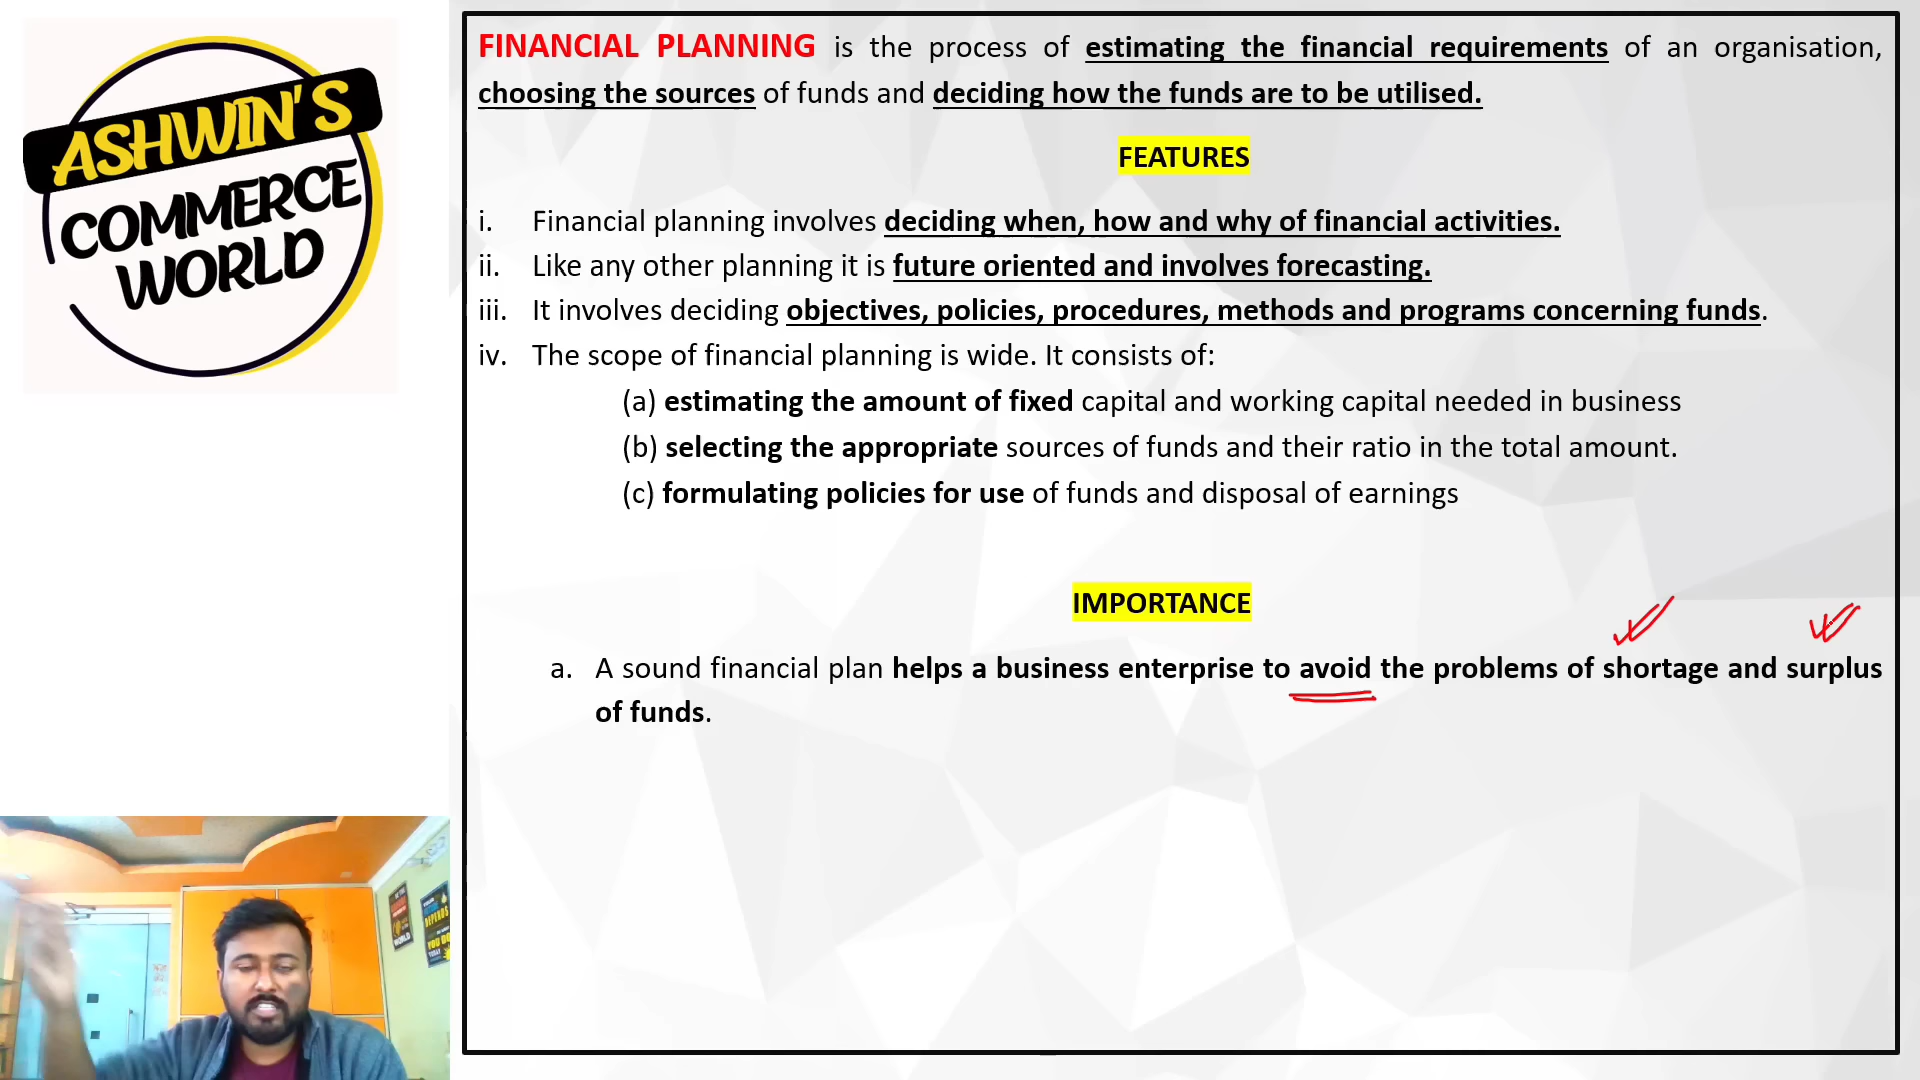 ASHWIN'S
COMMERCE
WORLD
FINANCIAL PLANNING is the process of estimating the financial requirements of an organisation,
choosing the sources of funds and deciding how the funds are to be utilised.
FEATURES
i. Financial planning involves deciding when, how and why of financial activities.
ii. Like any other planning it is future oriented and involves forecasting.
iii. It involves deciding objectives, policies, procedures, methods and programs concerning funds.
iv. The scope of financial planning is wide. It consists of:
(a) estimating the amount of fixed capital and working capital needed in business
(b) selecting the appropriate sources of funds and their ratio in the total amount.
(c) formulating policies for use of funds and disposal of earnings
IMPORTANCE
a. A sound financial plan helps a business enterprise to avoid the problems of shortage and surplus
of funds.
WORLD
DEPENDS
YOU DO